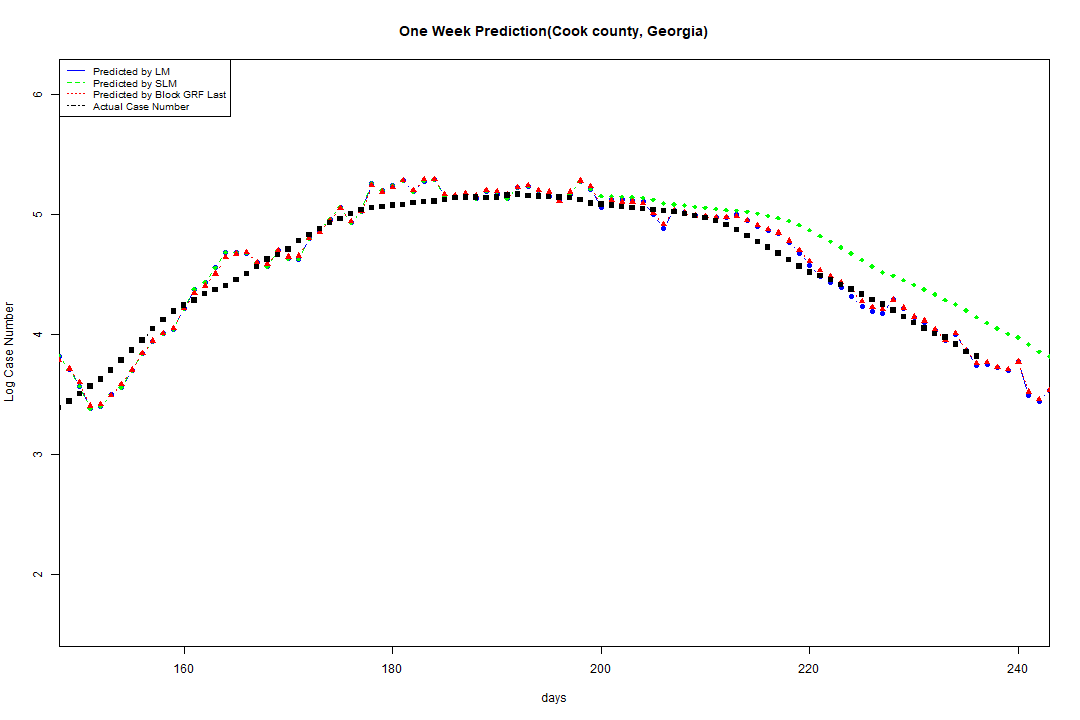 One Week Prediction(Cook county, Georgia)
Predicted by LM
Predicted by SLM
Predicted by Block GRF Last
Actual Case Number
6
5
4
3
2
Log Case Number
160
180
200
220
240
days